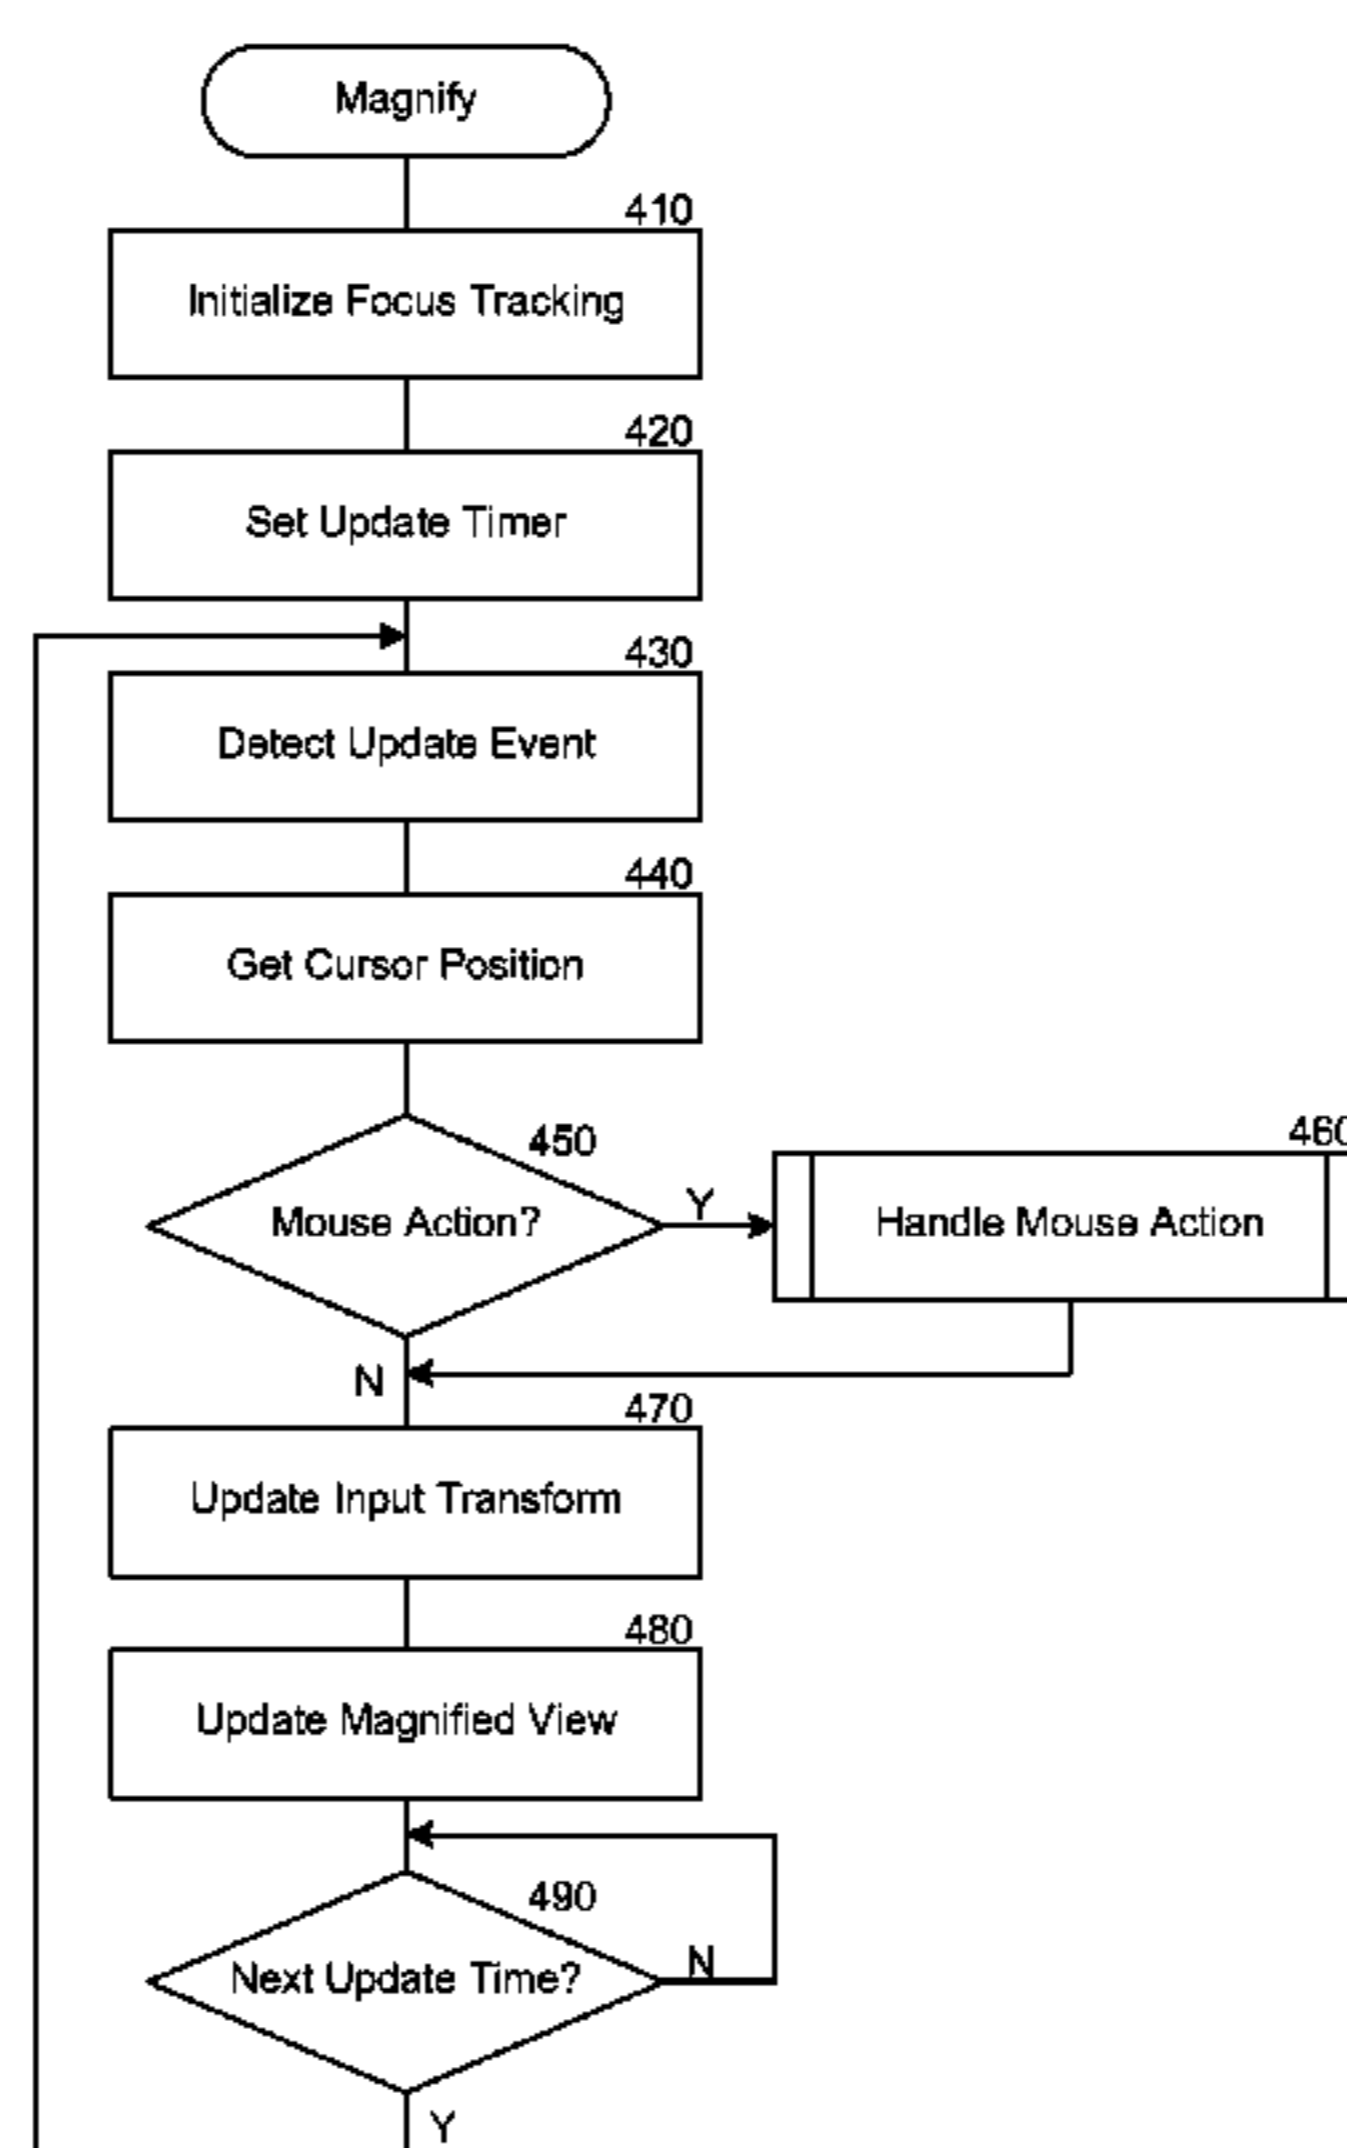 Magnify
410
Initialize Focus Tracking
420
Set Update Timer
430
Detect Update Event
440
Get Cursor Position
450
Mouse Action?
Y
460
Handle Mouse Action
N
470
Update Input Transform
480
Update Magnified View
490
Next Update Time?
N
Y